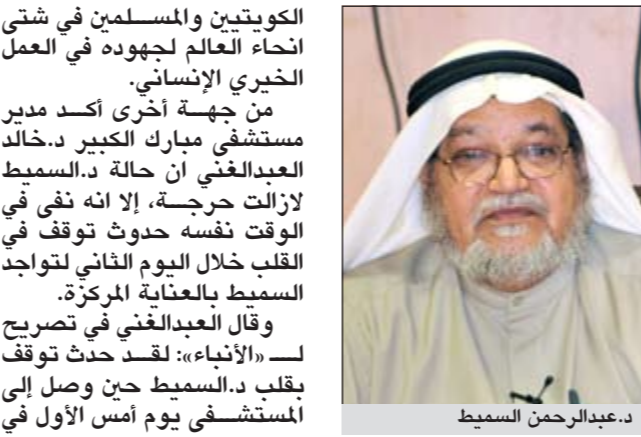 الكويتيين والمسلمين في شتى
انحاء العالم لجهوده في العمل
الخيري الإنساني.
من جهة أخرى أكد مدير
مستشفى مبارك الكبير د.خالد
العبدالغني ان حالة د.السميط
لازالت حرجة، إلا انه نفى في
الوقت نفسه حدوث توقف في
القلب خلال اليوم الثاني لتواجد
السميط بالعناية المركزة.
وقال العبدالغني في تصريح
لـ «الأنباء»: لقد حدث توقف
بقلب د.السميط حين وصل إلى
المستشفى يوم أمس الأول في
د.عبدالرحمن السميط